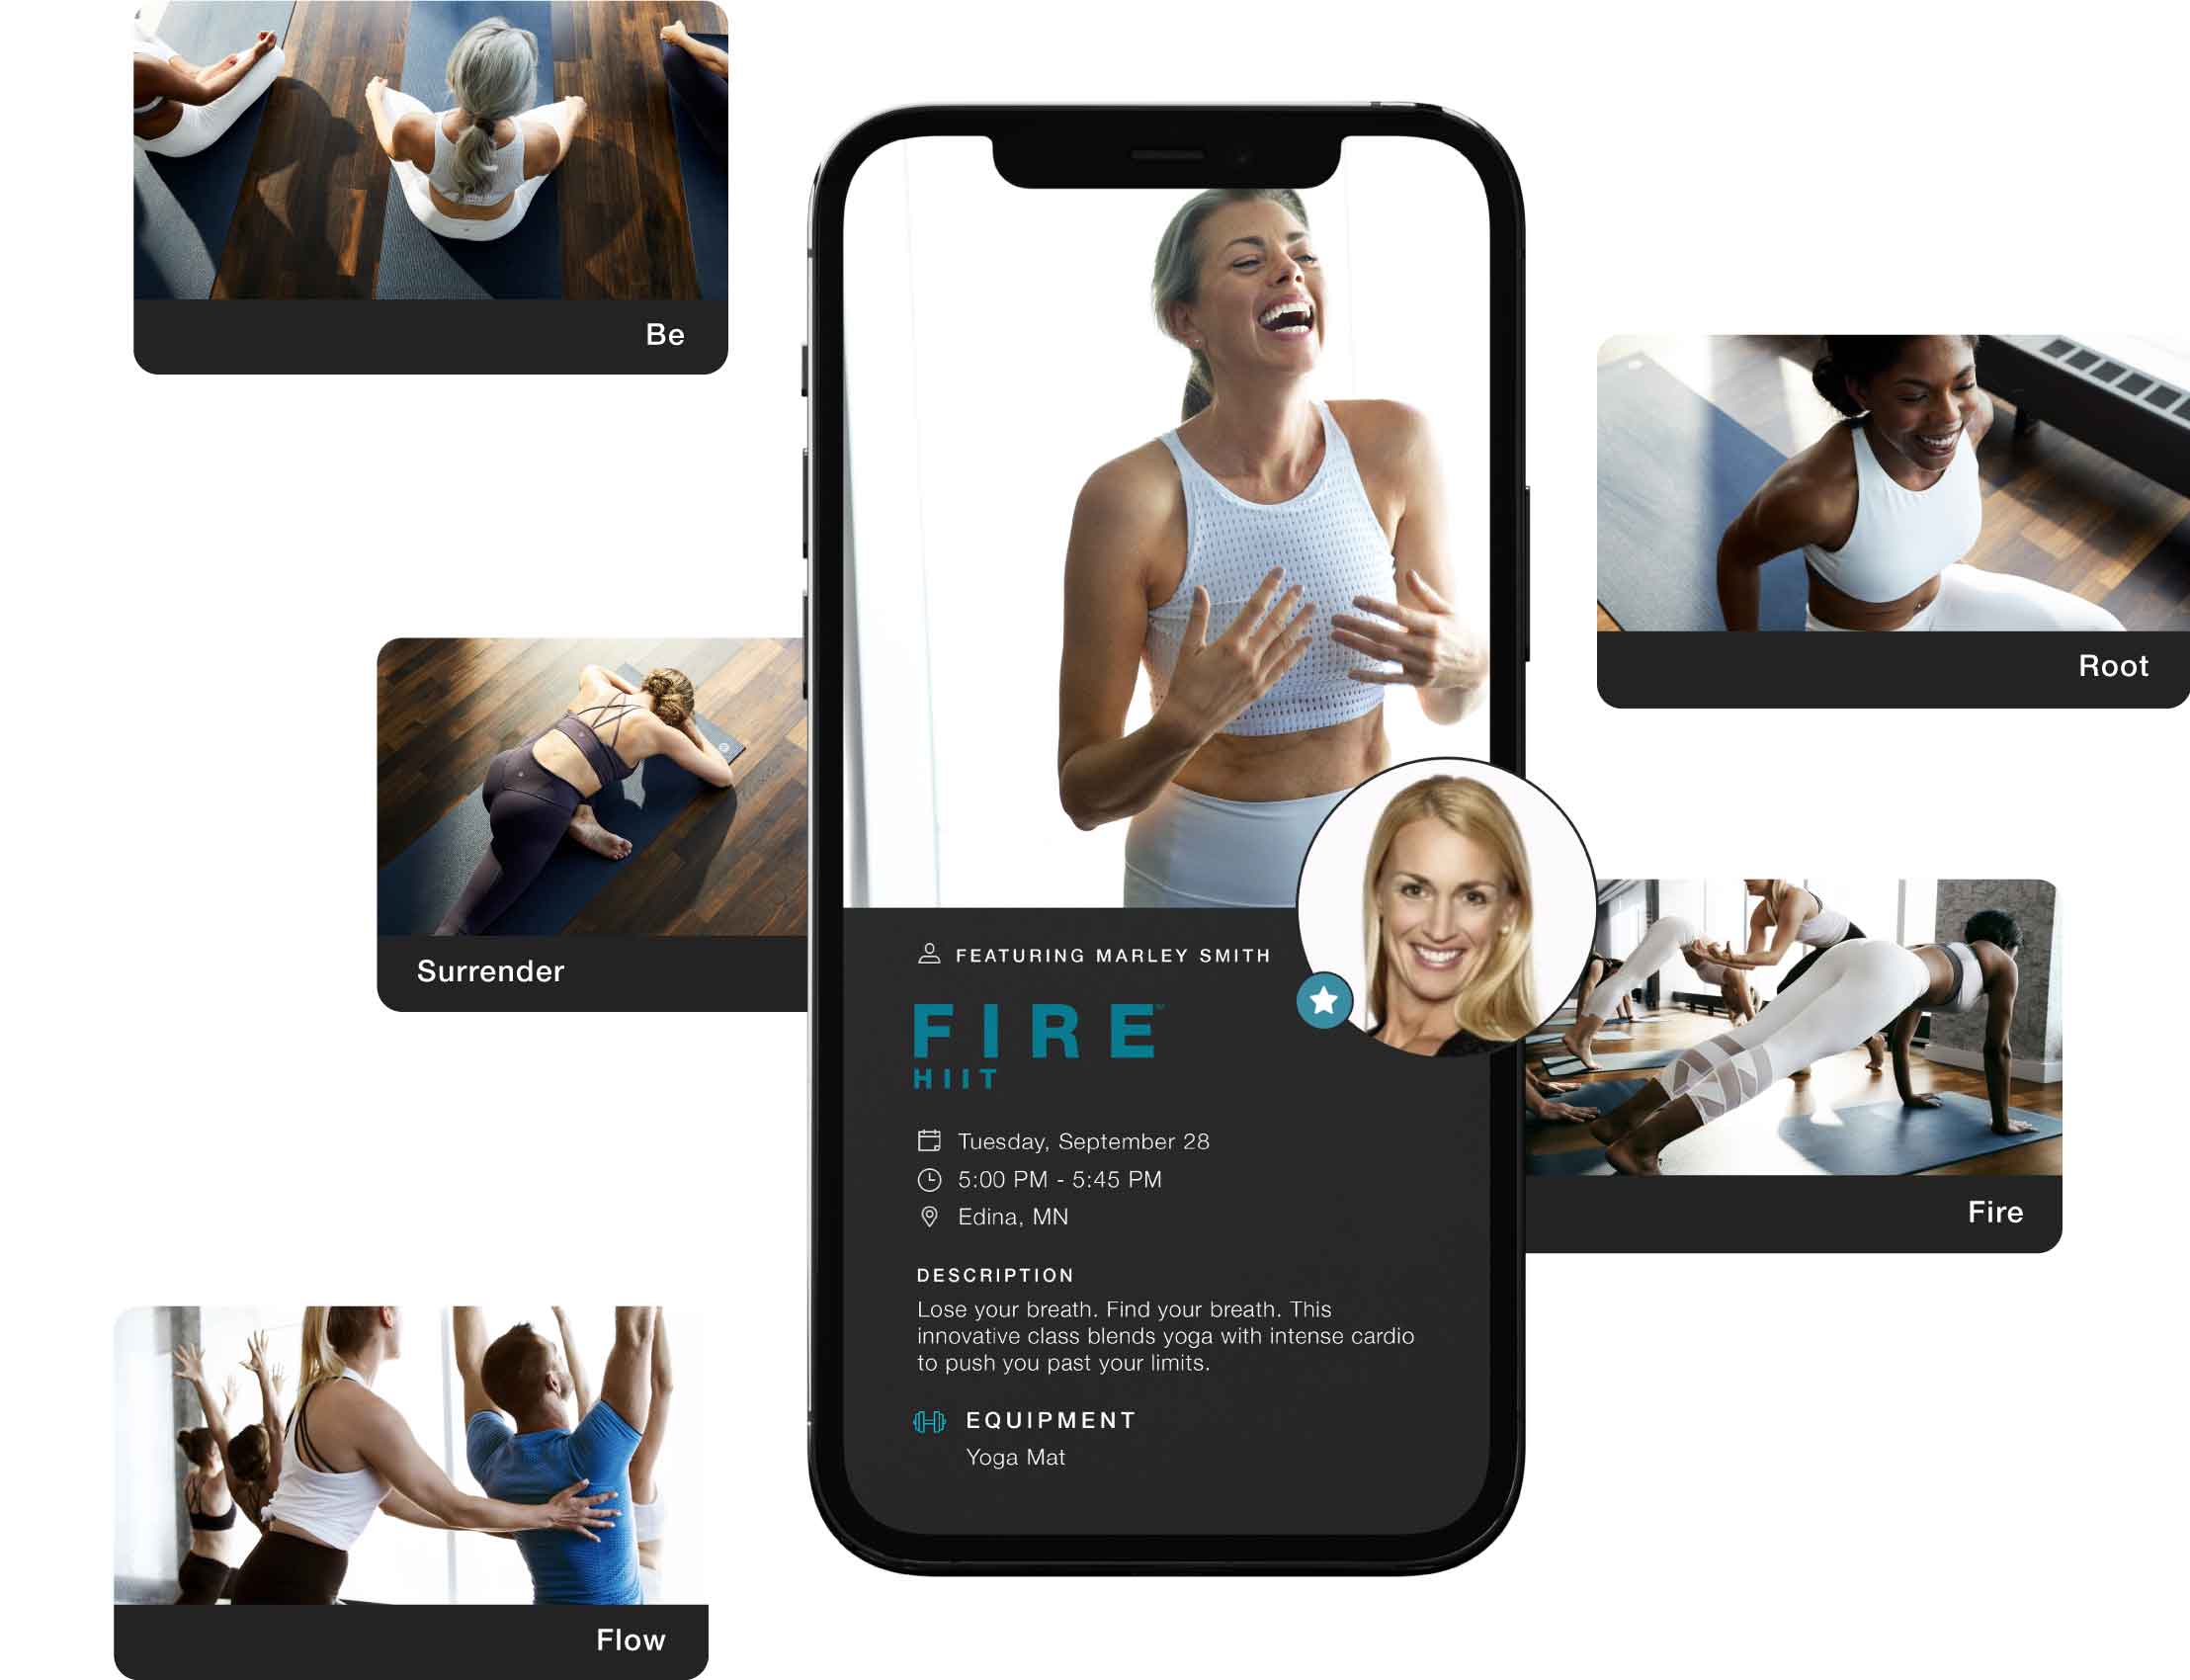 Be
Root
Surrender
FEATURING MARLEY SMITH
FIRE
HIIT
Tuesday, September 28
5:00 PM - 5:45 PM
Edina, MN
DESCRIPTION
Lose your breath. Find your breath. This
innovative class blends yoga with intense cardio
to push you past your limits.
EQUIPMENT
Yoga Mat
Fire
Flow